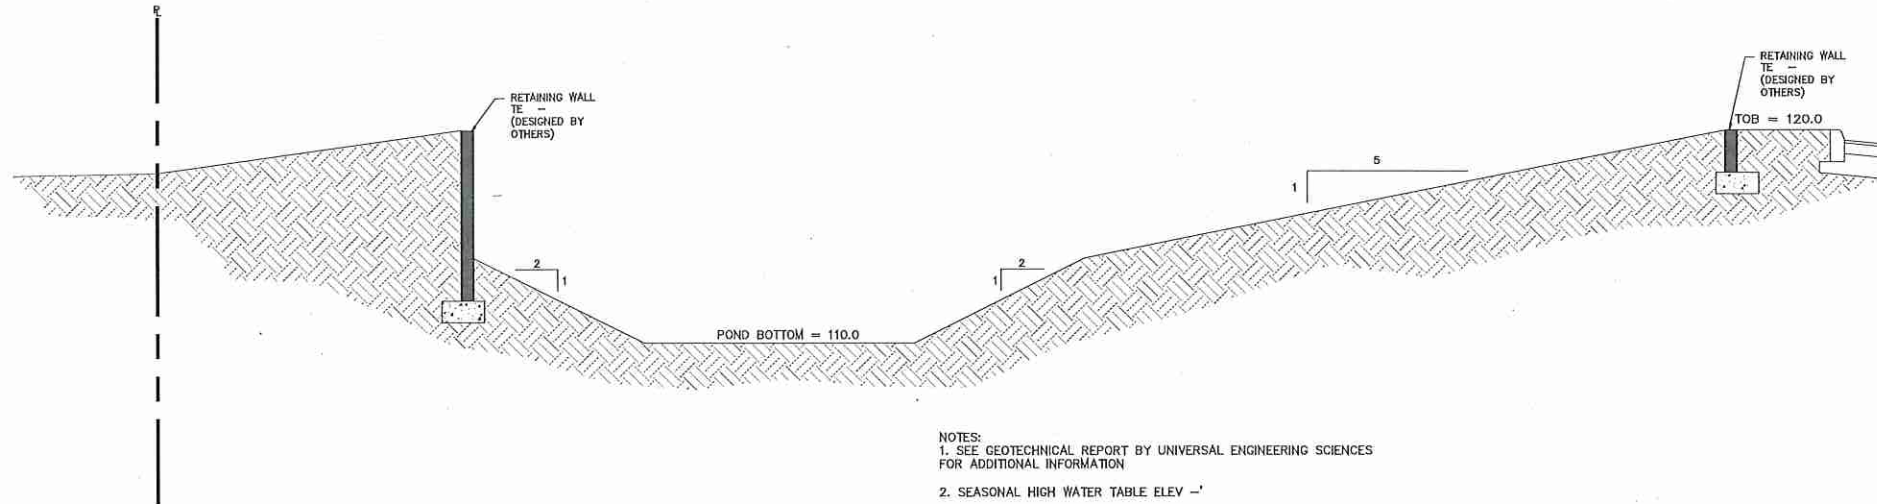 PL
RETAINING WALL
TE –
(DESIGNED BY
OTHERS)
RETAINING WALL
TE –
(DESIGNED BY
OTHERS)
TOB = 120.0
5
1
2
1
2
1
POND BOTTOM = 110.0
NOTES:
1. SEE GEOTECHNICAL REPORT BY UNIVERSAL ENGINEERING SCIENCES
FOR ADDITIONAL INFORMATION
2. SEASONAL HIGH WATER TABLE ELEV –'